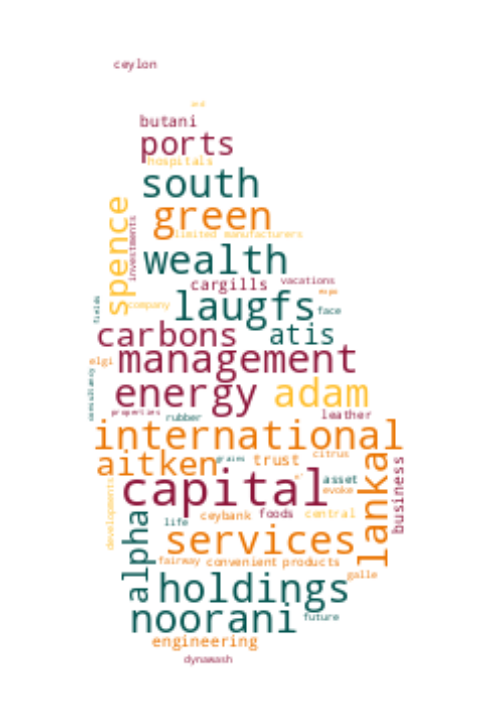 ceylon
butani
ports
hospitals
south
spence
investments
green
limited manufacturers
wealth
cargills
vacations
expo
fields
company
laugfs
face
carbons
atis
elgi
management
consultancy
energy
adam
properties
rubber
leather
international
aitken
grains
trust
citrus
capital
asset
evoke
lanka
business
developments
alpha
life
ceybank
foods
central
services
fairway
convenient products
galle
holdings
noorani
future
engineering
dynawash